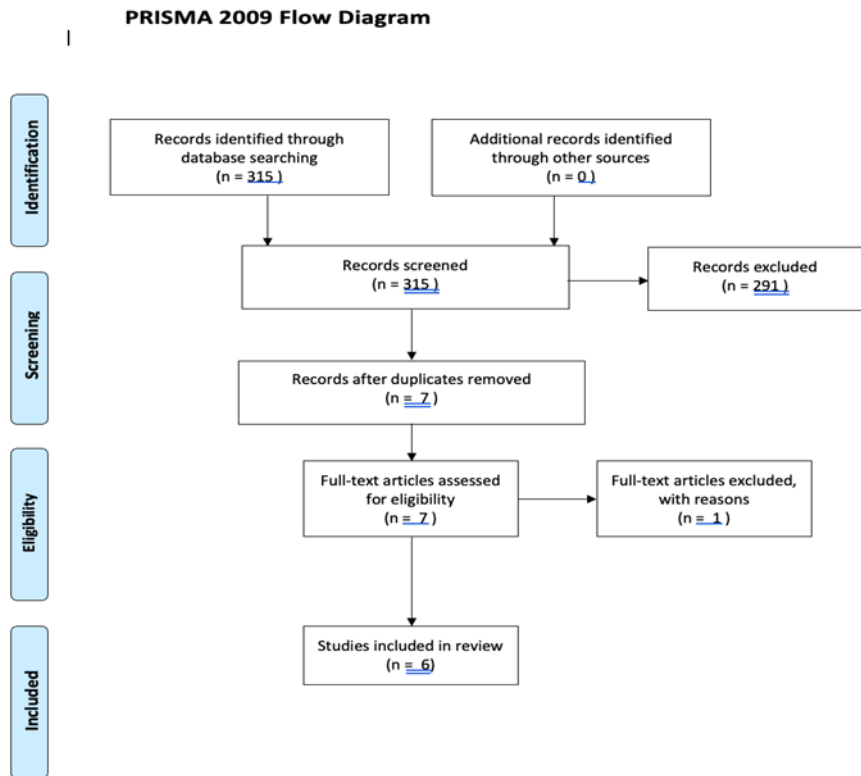 PRISMA 2009 Flow Diagram
Identification
Records identified through
database searching
(n = 315 )
Additional records identified
through other sources
(n = 0 )
Screening
Records screened
(n = 315 )
Records excluded
(n = 291 )
Records after duplicates removed
(n = 7 )
Eligibility
Full-text articles assessed
for eligibility
(n = 7 )
Full-text articles excluded,
with reasons
(n = 1 )
Included
Studies included in review
(n = 6)